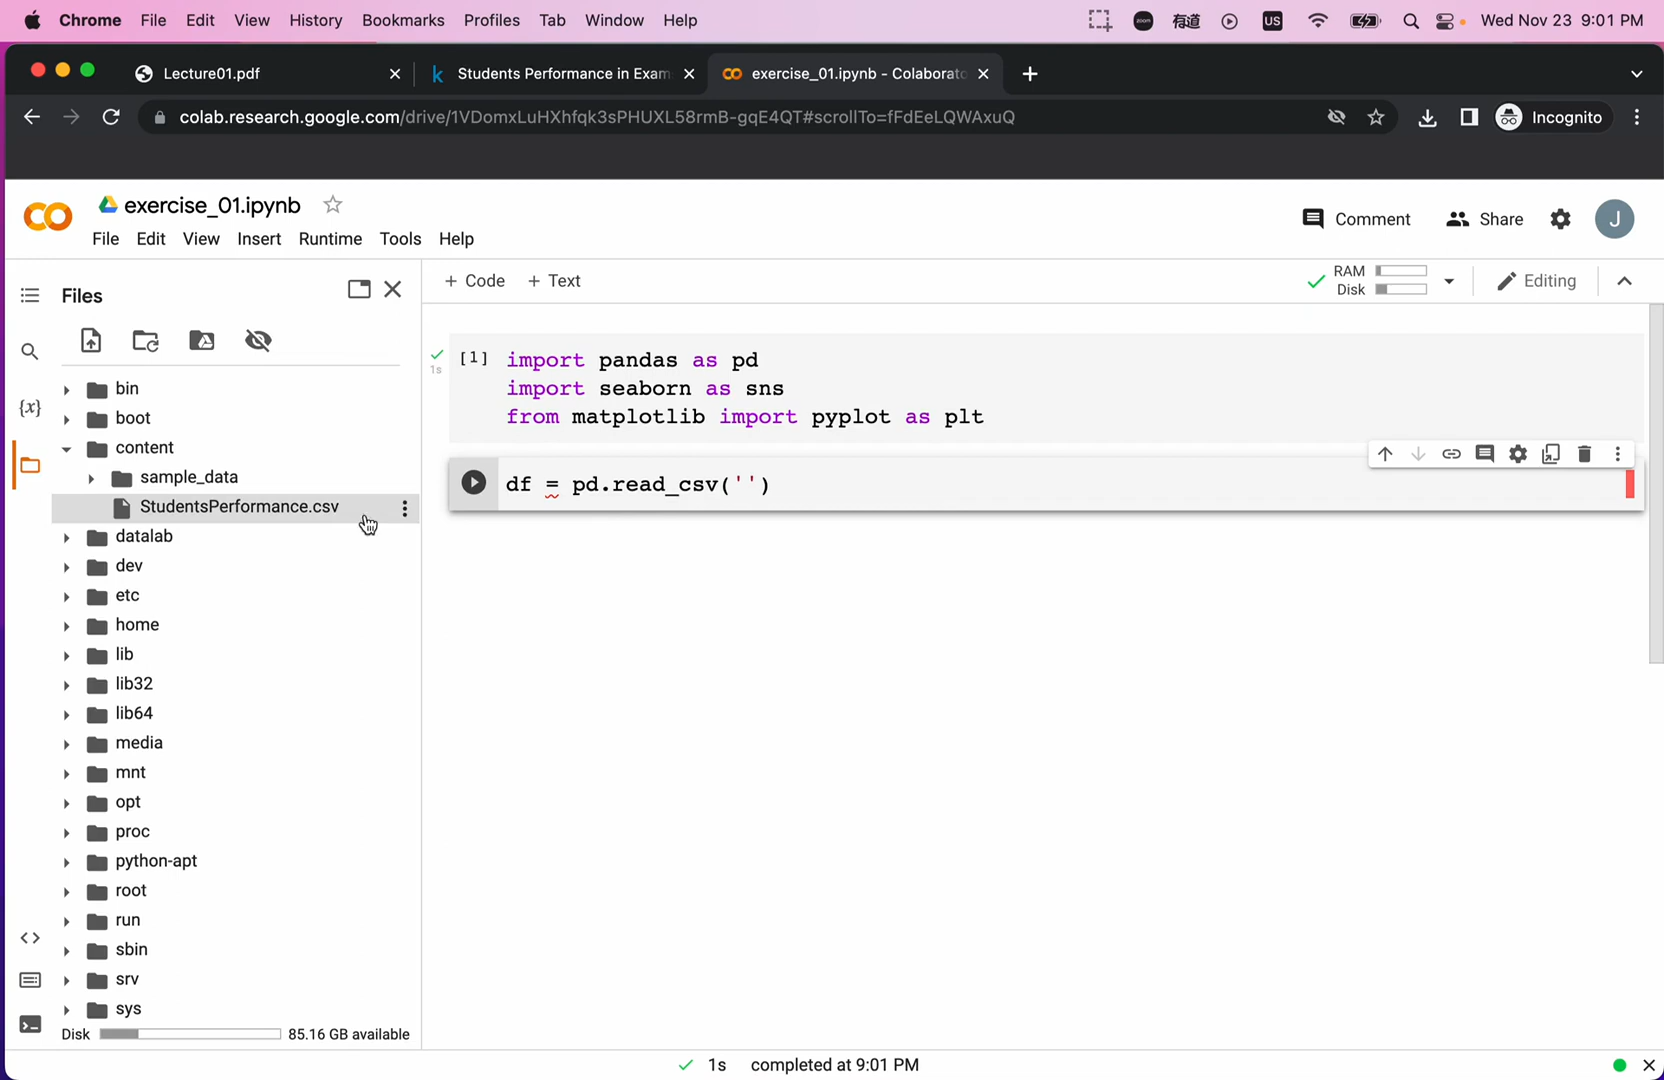 Chrome File Edit View History Bookmarks Profiles Tab Window Help zoom 有道 US Wed Nov 23 9:01 PM
Lecture01.pdf Students Performance in Exam exercise_01.ipynb - Colaborato
colab.research.google.com/drive/1VDomxLuHXhfqk3sPHUXL58rmB-gqE4QT#scrollTo=fFdEeLQWAxuQ Incognito
exercise_01.ipynb
File Edit View Insert Runtime Tools Help
Comment Share J
Files
+ Code + Text
RAM
Disk
Editing
{x}
bin
boot
content
sample_data
StudentsPerformance.csv
datalab
dev
etc
home
lib
lib32
lib64
media
mnt
opt
proc
python-apt
root
run
sbin
srv
sys
Disk 85.16 GB available
[1] import pandas as pd
1s
import seaborn as sns
from matplotlib import pyplot as plt
df = pd.read_csv('')
1s completed at 9:01 PM